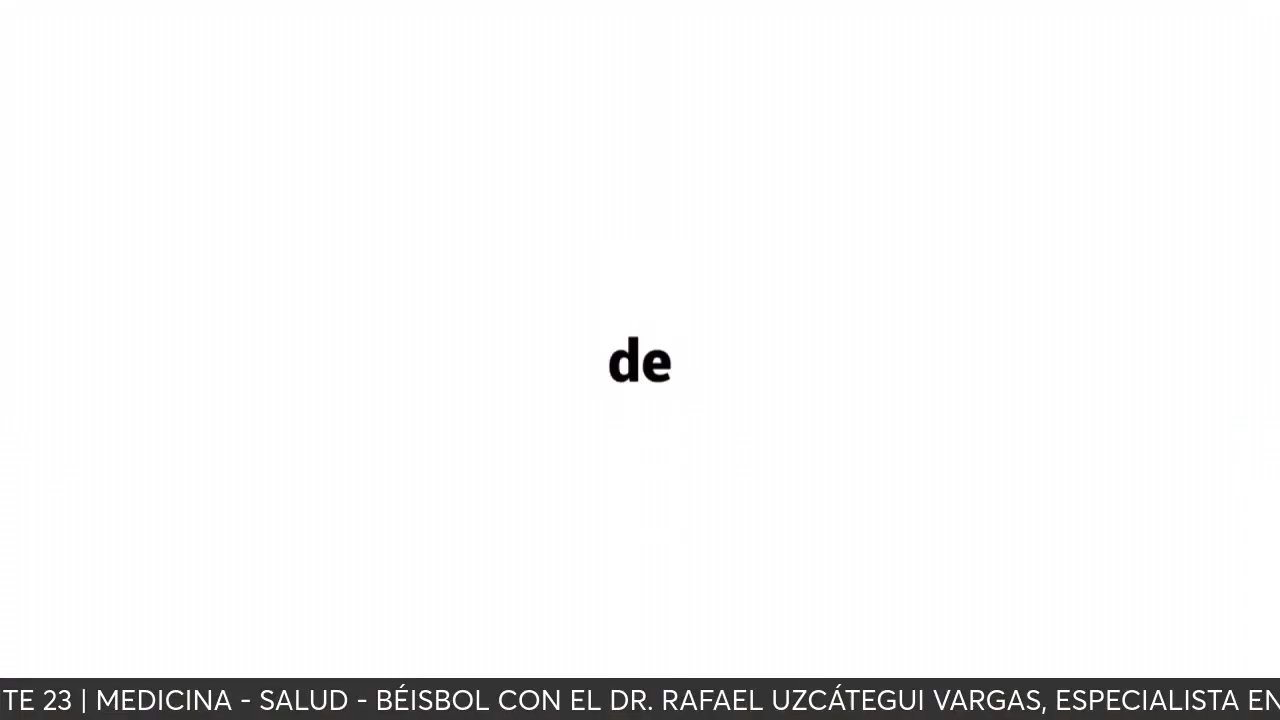 de
TE 23 | MEDICINA - SALUD - BÉISBOL CON EL DR. RAFAEL UZCÁTEGUI VARGAS, ESPECIALISTA EN